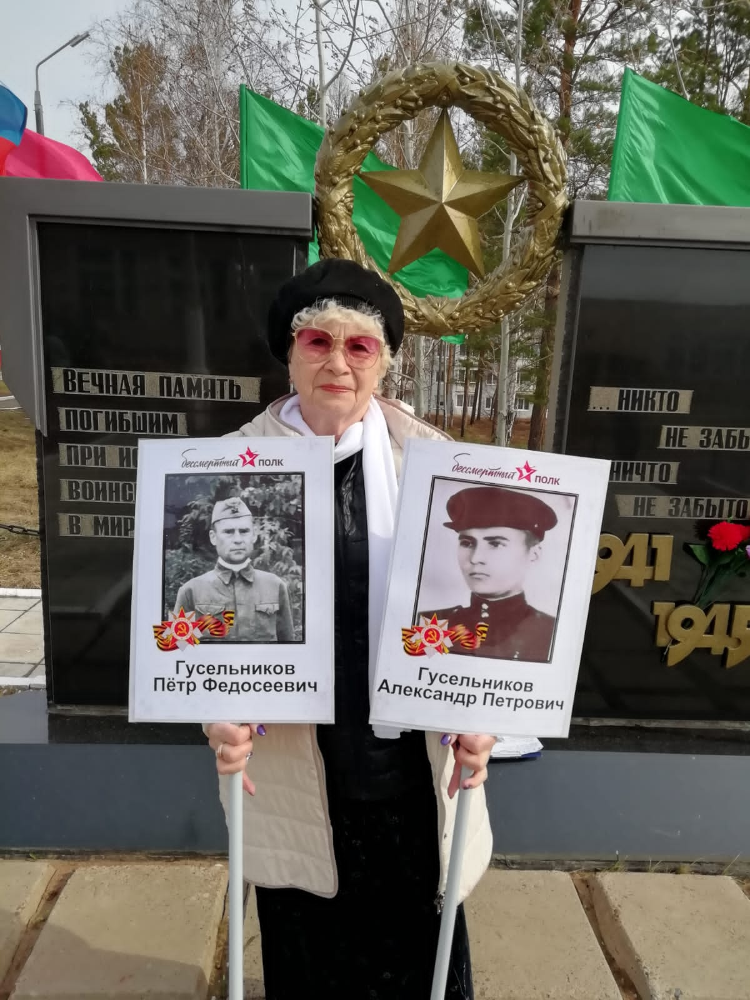 ВЕЧНАЯ ПАМЯТЬ
ПОГИБШИМ
ПРИ
ВОИНС
В МИР
... НИКТО
НЕ ЗАБЫ
НИЧТО
НЕ ЗАБЫТО
1941
1945
бессмертный полк
Гусельников
Пётр Федосеевич
бессмертный полк
Гусельников
Александр Петрович